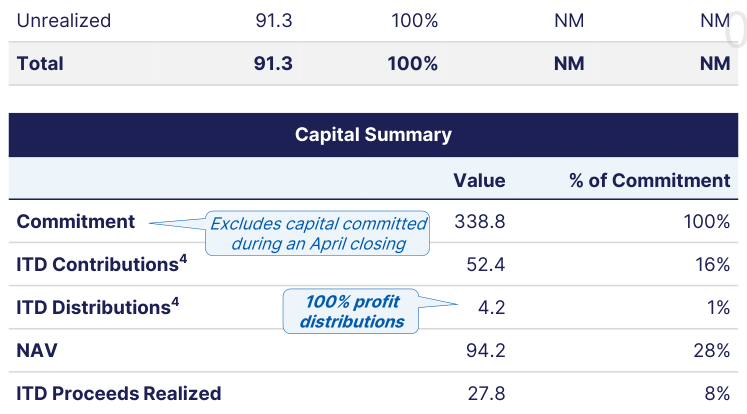 Unrealized 91.3 100% NM NM
Total 91.3 100% NM NM
Capital Summary
Value % of Commitment
Commitment Excludes capital committed during an April closing 338.8 100%
ITD Contributions⁴ 52.4 16%
ITD Distributions⁴ 100% profit distributions 4.2 1%
NAV 94.2 28%
ITD Proceeds Realized 27.8 8%